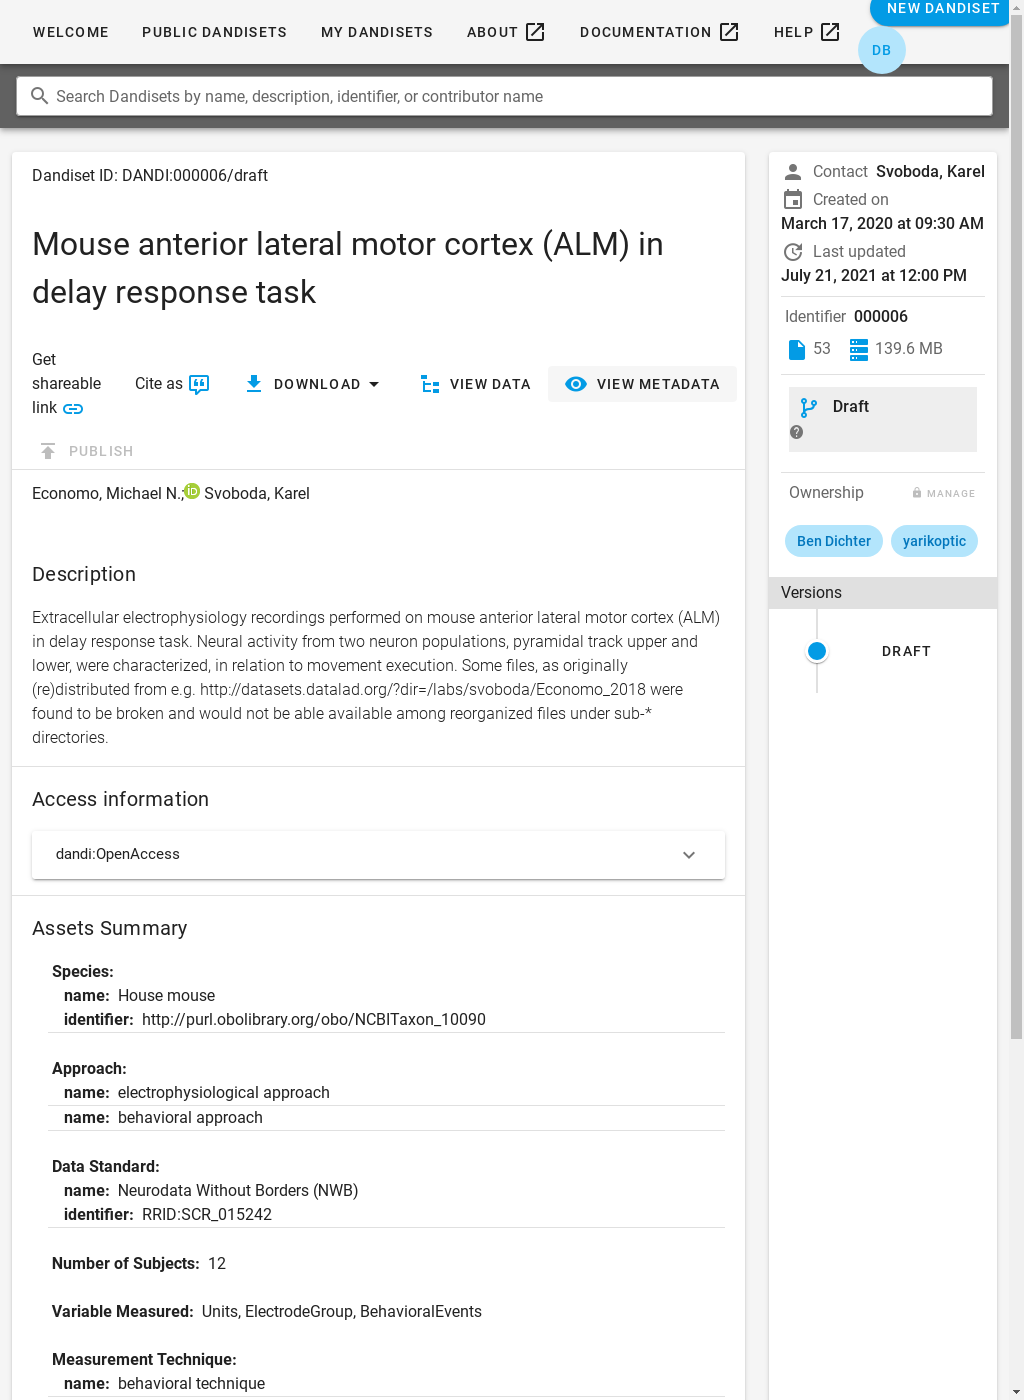 WELCOME PUBLIC DANDISETS MY DANDISETS ABOUT DOCUMENTATION HELP NEW DANDISET
DB
Search Dandisets by name, description, identifier, or contributor name
Dandiset ID: DANDI:000006/draft
Mouse anterior lateral motor cortex (ALM) in
delay response task
Get
shareable
link
Cite as
DOWNLOAD
VIEW DATA
VIEW METADATA
PUBLISH
Economo, Michael N.; iD Svoboda, Karel
Description
Extracellular electrophysiology recordings performed on mouse anterior lateral motor cortex (ALM)
in delay response task. Neural activity from two neuron populations, pyramidal track upper and
lower, were characterized, in relation to movement execution. Some files, as originally
(re)distributed from e.g. http://datasets.datalad.org/?dir=/labs/svoboda/Economo_2018 were
found to be broken and would not be able available among reorganized files under sub-*
directories.
Access information
dandi:OpenAccess
Assets Summary
Species:
name: House mouse
identifier: http://purl.obolibrary.org/obo/NCBITaxon_10090
Approach:
name: electrophysiological approach
name: behavioral approach
Data Standard:
name: Neurodata Without Borders (NWB)
identifier: RRID:SCR_015242
Number of Subjects: 12
Variable Measured: Units, ElectrodeGroup, BehavioralEvents
Measurement Technique:
name: behavioral technique
Contact Svoboda, Karel
Created on
March 17, 2020 at 09:30 AM
Last updated
July 21, 2021 at 12:00 PM
Identifier 000006
53 139.6 MB
Draft
?
Ownership MANAGE
Ben Dichter yarikoptic
Versions
DRAFT